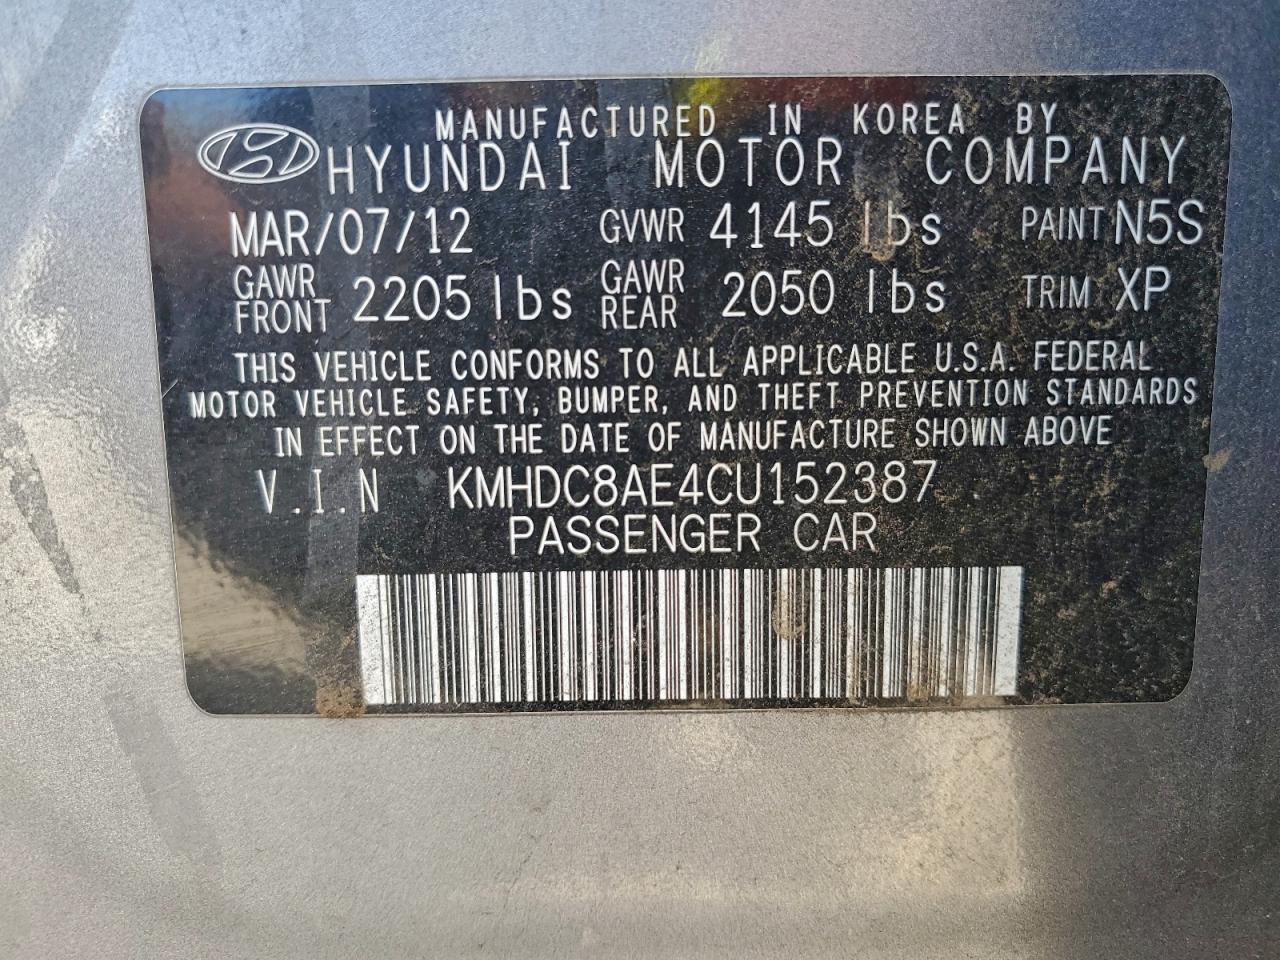 MANUFACTURED IN KOREA BY
HYUNDAI MOTOR COMPANY
MAR/07/12 GVWR 4145 lbs PAINT N5S
GAWR FRONT 2205 lbs GAWR REAR 2050 lbs TRIM XP
THIS VEHICLE CONFORMS TO ALL APPLICABLE U.S.A. FEDERAL
MOTOR VEHICLE SAFETY, BUMPER, AND THEFT PREVENTION STANDARDS
IN EFFECT ON THE DATE OF MANUFACTURE SHOWN ABOVE
V.I.N KMHDC8AE4CU152387
PASSENGER CAR